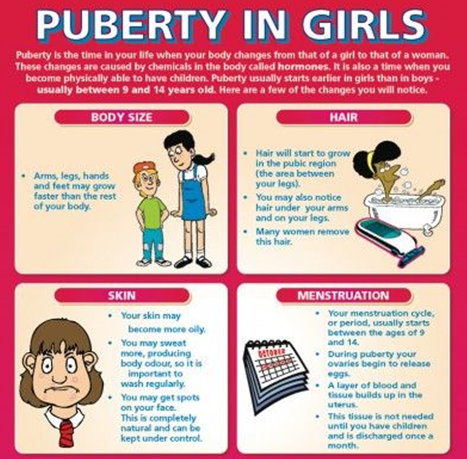 PUBERTY IN GIRLS
Puberty is the time in your life when your body changes from that of a girl to that of a woman.
These changes are caused by chemicals in the body called hormones. It is also a time when you
become physically able to have children. Puberty usually starts earlier in girls than in boys -
usually between 9 and 14 years old. Here are a few of the changes you will notice.
BODY SIZE
• Arms, legs, hands
and feet may grow
faster than the rest
of your body.
HAIR
• Hair will start to grow
in the pubic region
(the area between
your legs).
• You may also notice
hair under your arms
and on your legs.
• Many women remove
this hair.
SKIN
• Your skin may
become more oily.
• You may sweat
more, producing
body odour, so it is
important to
wash regularly.
• You may get spots
on your face.
This is completely
natural and can be
kept under control.
MENSTRUATION
OCTOBER
• Your menstruation cycle,
or period, usually starts
between the ages of 9
and 14.
• During puberty your
ovaries begin to release
eggs.
• A layer of blood and
tissue builds up in the
uterus.
• This tissue is not needed
until you have children
and is discharged once a
month.